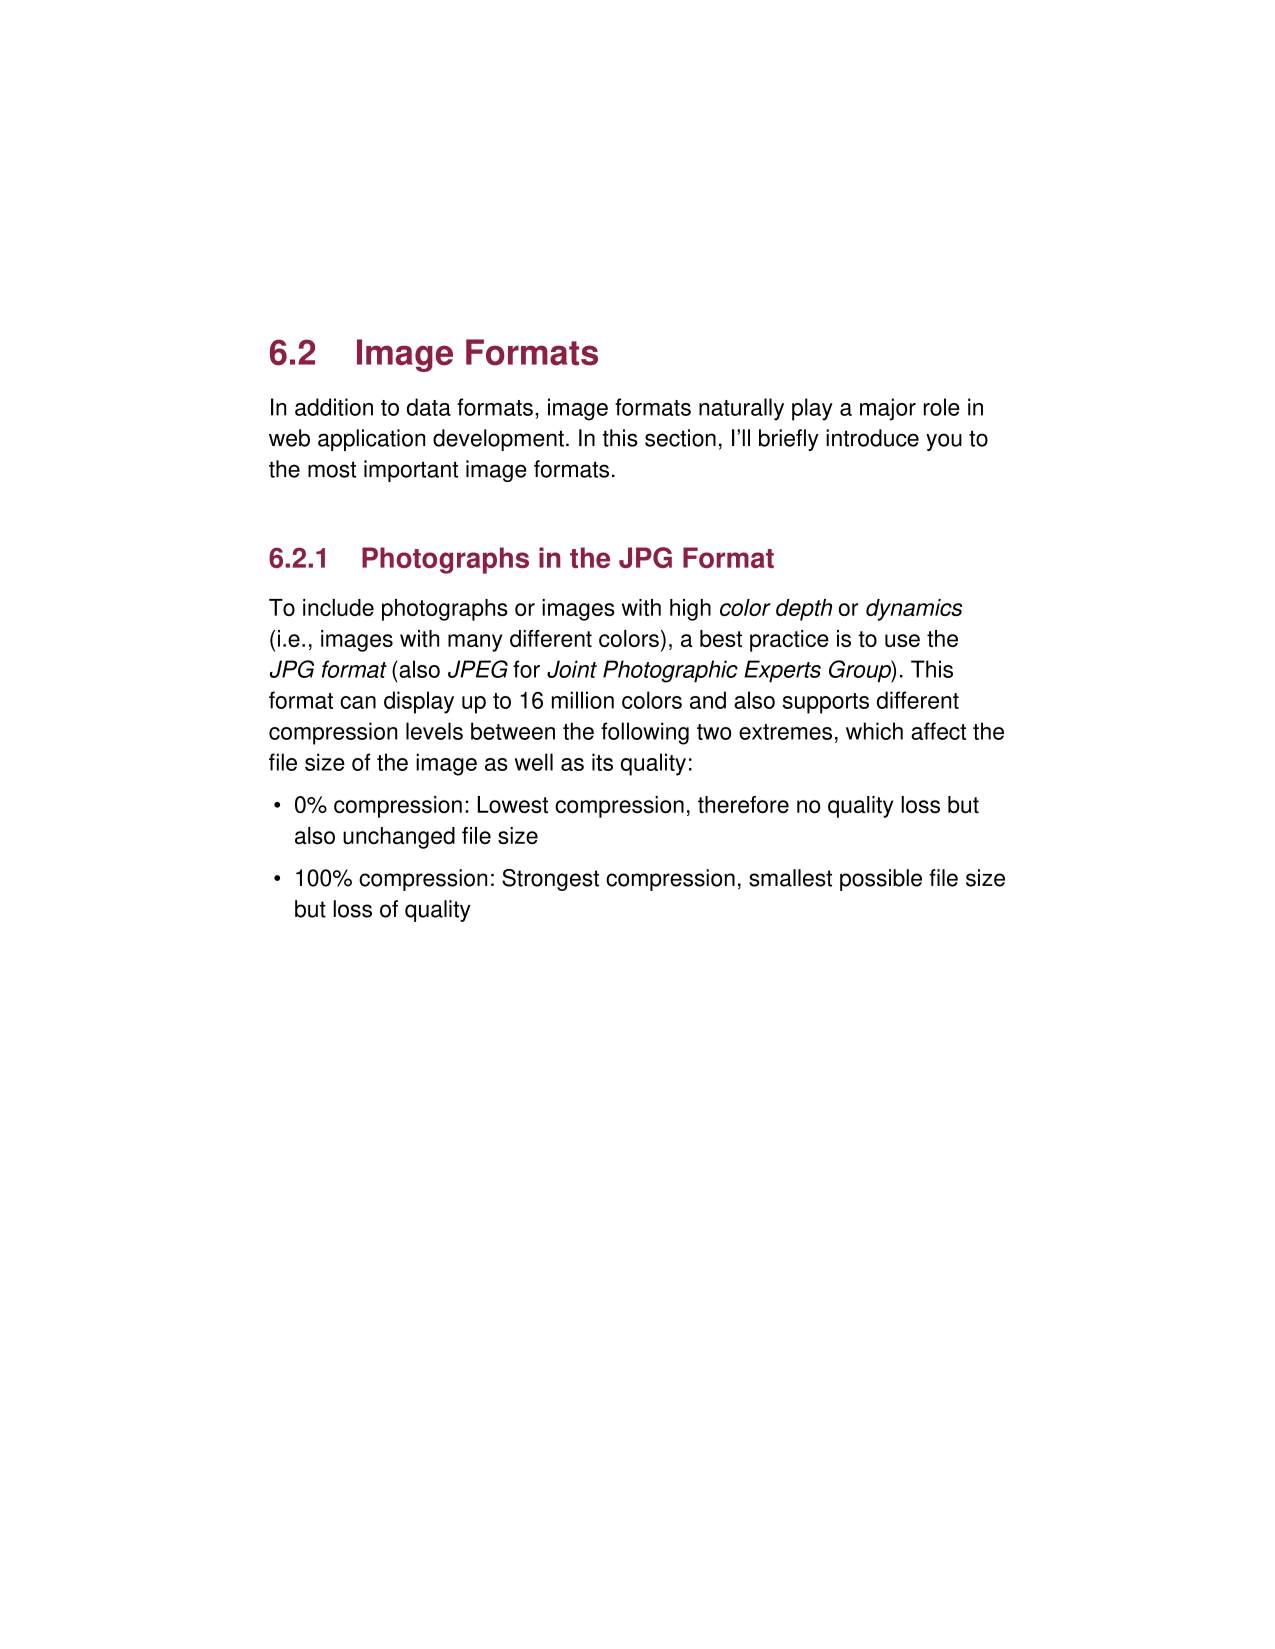 6.2 Image Formats
In addition to data formats, image formats naturally play a major role in
web application development. In this section, I’ll briefly introduce you to
the most important image formats.
6.2.1 Photographs in the JPG Format
To include photographs or images with high color depth or dynamics
(i.e., images with many different colors), a best practice is to use the
JPG format (also JPEG for Joint Photographic Experts Group). This
format can display up to 16 million colors and also supports different
compression levels between the following two extremes, which affect the
file size of the image as well as its quality:
• 0% compression: Lowest compression, therefore no quality loss but
also unchanged file size
• 100% compression: Strongest compression, smallest possible file size
but loss of quality